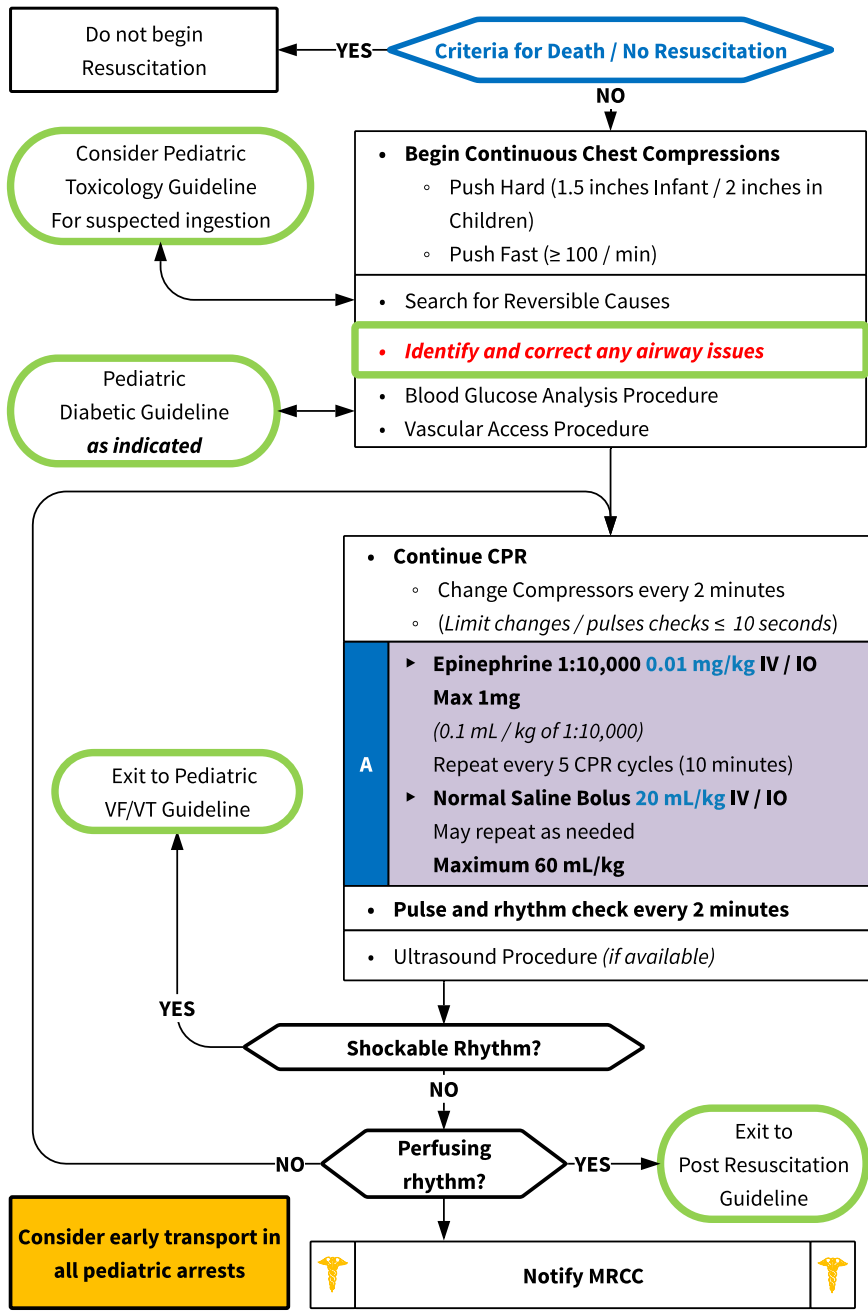 Do not begin
Resuscitation
YES
Criteria for Death / No Resuscitation
NO
Consider Pediatric
Toxicology Guideline
For suspected ingestion
• Begin Continuous Chest Compressions
◦ Push Hard (1.5 inches Infant / 2 inches in
Children)
◦ Push Fast (≥ 100 / min)
• Search for Reversible Causes
• Identify and correct any airway issues
Pediatric
Diabetic Guideline
as indicated
• Blood Glucose Analysis Procedure
• Vascular Access Procedure
• Continue CPR
◦ Change Compressors every 2 minutes
◦ (Limit changes / pulses checks ≤ 10 seconds)
A
▸ Epinephrine 1:10,000 0.01 mg/kg IV / IO
Max 1mg
(0.1 mL / kg of 1:10,000)
Repeat every 5 CPR cycles (10 minutes)
▸ Normal Saline Bolus 20 mL/kg IV / IO
May repeat as needed
Maximum 60 mL/kg
• Pulse and rhythm check every 2 minutes
• Ultrasound Procedure (if available)
Exit to Pediatric
VF/VT Guideline
YES
Shockable Rhythm?
NO
NO
Perfusing
rhythm?
YES
Exit to
Post Resuscitation
Guideline
Consider early transport in
all pediatric arrests
Notify MRCC